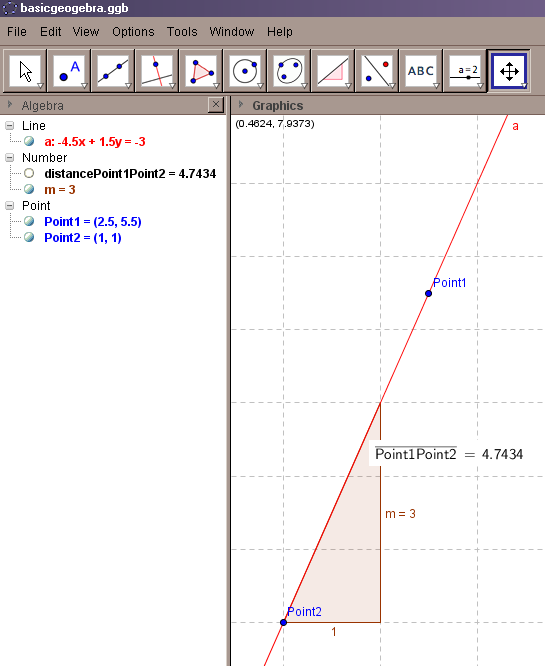 basicgeogebra.ggb
File Edit View Options Tools Window Help
A
ABC
a=2
Algebra
Graphics
Line
a: -4.5x + 1.5y = -3
Number
distancePoint1Point2 = 4.7434
m = 3
Point
Point1 = (2.5, 5.5)
Point2 = (1, 1)
(0.4624, 7.9373)
a
Point1
Point1Point2 = 4.7434
m = 3
Point2
1